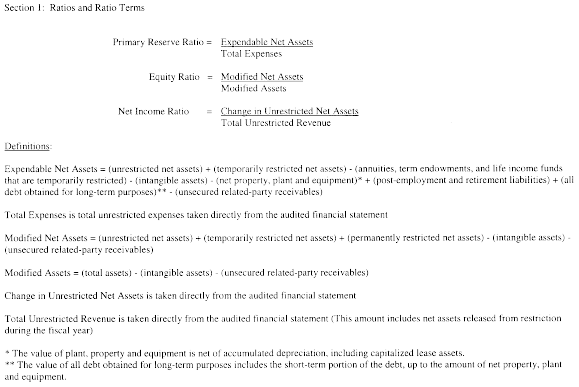 Section 1: Ratios and Ratio Terms
Primary Reserve Ratio = Expendable Net Assets
Total Expenses
Equity Ratio = Modified Net Assets
Modified Assets
Net Income Ratio = Change in Unrestricted Net Assets
Total Unrestricted Revenue
Definitions:
Expendable Net Assets = (unrestricted net assets) + (temporarily restricted net assets) - (annuities, term endowments, and life income funds
that are temporarily restricted) - (intangible assets) - (net property, plant and equipment)* + (post-employment and retirement liabilities) + (all
debt obtained for long-term purposes)** - (unsecured related-party receivables)
Total Expenses is total unrestricted expenses taken directly from the audited financial statement
Modified Net Assets = (unrestricted net assets) + (temporarily restricted net assets) + (permanently restricted net assets) - (intangible assets) -
(unsecured related-party receivables)
Modified Assets = (total assets) - (intangible assets) - (unsecured related-party receivables)
Change in Unrestricted Net Assets is taken directly from the audited financial statement
Total Unrestricted Revenue is taken directly from the audited financial statement (This amount includes net assets released from restriction
during the fiscal year)
* The value of plant, property and equipment is net of accumulated depreciation, including capitalized lease assets.
** The value of all debt obtained for long-term purposes includes the short-term portion of the debt, up to the amount of net property, plant
and equipment.